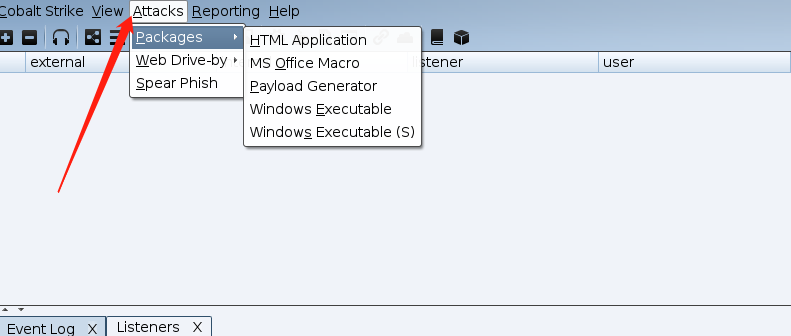 Cobalt Strike View Attacks Reporting Help
Packages
Web Drive-by
Spear Phish
HTML Application
MS Office Macro
Payload Generator
Windows Executable
Windows Executable (S)
external listener user
Event Log X Listeners X